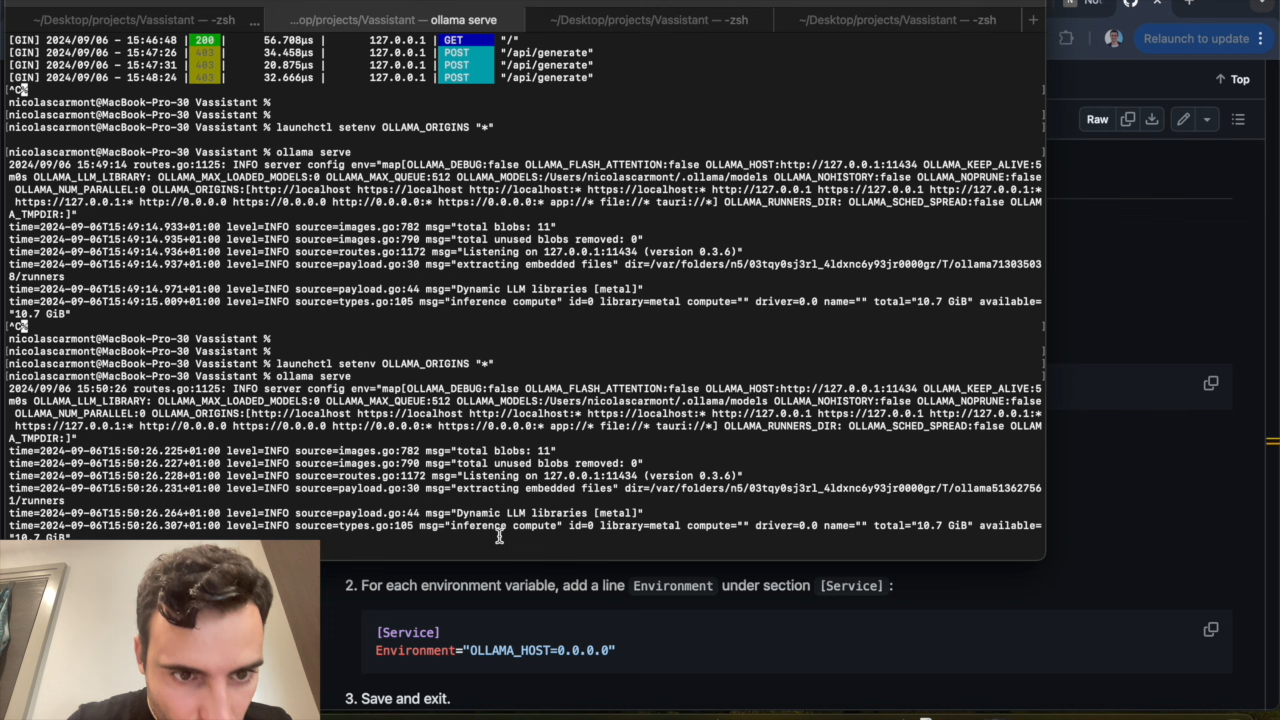 ~/Desktop/projects/Vassistant — -zsh ... ...op/projects/Vassistant — ollama serve ~/Desktop/projects/Vassistant — -zsh ~/Desktop/projects/Vassistant — -zsh +
Relaunch to update
[GIN] 2024/09/06 - 15:46:48 | 200 | 56.708µs | 127.0.0.1 | GET "/"
[GIN] 2024/09/06 - 15:47:26 | 403 | 34.458µs | 127.0.0.1 | POST "/api/generate"
[GIN] 2024/09/06 - 15:47:31 | 403 | 20.875µs | 127.0.0.1 | POST "/api/generate"
[GIN] 2024/09/06 - 15:48:24 | 403 | 32.666µs | 127.0.0.1 | POST "/api/generate"
Top
[^C%
nicolascarmont@MacBook-Pro-30 Vassistant %
nicolascarmont@MacBook-Pro-30 Vassistant %
Raw
nicolascarmont@MacBook-Pro-30 Vassistant % launchctl setenv OLLAMA_ORIGINS "*"
nicolascarmont@MacBook-Pro-30 Vassistant % ollama serve
2024/09/06 15:49:14 routes.go:1125: INFO server config env="map[OLLAMA_DEBUG:false OLLAMA_FLASH_ATTENTION:false OLLAMA_HOST:http://127.0.0.1:11434 OLLAMA_KEEP_ALIVE:5
m0s OLLAMA_LLM_LIBRARY: OLLAMA_MAX_LOADED_MODELS:0 OLLAMA_MAX_QUEUE:512 OLLAMA_MODELS:/Users/nicolascarmont/.ollama/models OLLAMA_NOHISTORY:false OLLAMA_NOPRUNE:false
OLLAMA_NUM_PARALLEL:0 OLLAMA_ORIGINS:[http://localhost https://localhost http://localhost:* https://localhost:* http://127.0.0.1 https://127.0.0.1 http://127.0.0.1:*
https://127.0.0.1:* http://0.0.0.0 https://0.0.0.0 http://0.0.0.0:* https://0.0.0.0:* app://* file://* tauri://*] OLLAMA_RUNNERS_DIR: OLLAMA_SCHED_SPREAD:false OLLAM
A_TMPDIR:]"
time=2024-09-06T15:49:14.933+01:00 level=INFO source=images.go:782 msg="total blobs: 11"
time=2024-09-06T15:49:14.935+01:00 level=INFO source=images.go:790 msg="total unused blobs removed: 0"
time=2024-09-06T15:49:14.936+01:00 level=INFO source=routes.go:1172 msg="Listening on 127.0.0.1:11434 (version 0.3.6)"
time=2024-09-06T15:49:14.937+01:00 level=INFO source=payload.go:30 msg="extracting embedded files" dir=/var/folders/n5/03tqy0sj3rl_4ldxnc6y93jr0000gr/T/ollama71303503
8/runners
time=2024-09-06T15:49:14.971+01:00 level=INFO source=payload.go:44 msg="Dynamic LLM libraries [metal]"
time=2024-09-06T15:49:15.009+01:00 level=INFO source=types.go:105 msg="inference compute" id=0 library=metal compute="" driver=0.0 name="" total="10.7 GiB" available=
"10.7 GiB"
[^C%
nicolascarmont@MacBook-Pro-30 Vassistant %
nicolascarmont@MacBook-Pro-30 Vassistant %
nicolascarmont@MacBook-Pro-30 Vassistant % launchctl setenv OLLAMA_ORIGINS "*"
nicolascarmont@MacBook-Pro-30 Vassistant % ollama serve
2024/09/06 15:50:26 routes.go:1125: INFO server config env="map[OLLAMA_DEBUG:false OLLAMA_FLASH_ATTENTION:false OLLAMA_HOST:http://127.0.0.1:11434 OLLAMA_KEEP_ALIVE:5
m0s OLLAMA_LLM_LIBRARY: OLLAMA_MAX_LOADED_MODELS:0 OLLAMA_MAX_QUEUE:512 OLLAMA_MODELS:/Users/nicolascarmont/.ollama/models OLLAMA_NOHISTORY:false OLLAMA_NOPRUNE:false
OLLAMA_NUM_PARALLEL:0 OLLAMA_ORIGINS:[http://localhost https://localhost http://localhost:* https://localhost:* http://127.0.0.1 https://127.0.0.1 http://127.0.0.1:*
https://127.0.0.1:* http://0.0.0.0 https://0.0.0.0 http://0.0.0.0:* https://0.0.0.0:* app://* file://* tauri://*] OLLAMA_RUNNERS_DIR: OLLAMA_SCHED_SPREAD:false OLLAM
A_TMPDIR:]"
time=2024-09-06T15:50:26.225+01:00 level=INFO source=images.go:782 msg="total blobs: 11"
time=2024-09-06T15:50:26.227+01:00 level=INFO source=images.go:790 msg="total unused blobs removed: 0"
time=2024-09-06T15:50:26.228+01:00 level=INFO source=routes.go:1172 msg="Listening on 127.0.0.1:11434 (version 0.3.6)"
time=2024-09-06T15:50:26.231+01:00 level=INFO source=payload.go:30 msg="extracting embedded files" dir=/var/folders/n5/03tqy0sj3rl_4ldxnc6y93jr0000gr/T/ollama51362756
1/runners
time=2024-09-06T15:50:26.264+01:00 level=INFO source=payload.go:44 msg="Dynamic LLM libraries [metal]"
time=2024-09-06T15:50:26.307+01:00 level=INFO source=types.go:105 msg="inference compute" id=0 library=metal compute="" driver=0.0 name="" total="10.7 GiB" available=
"10.7 GiB"
2. For each environment variable, add a line Environment under section [Service] :
[Service]
Environment="OLLAMA_HOST=0.0.0.0"
3. Save and exit.